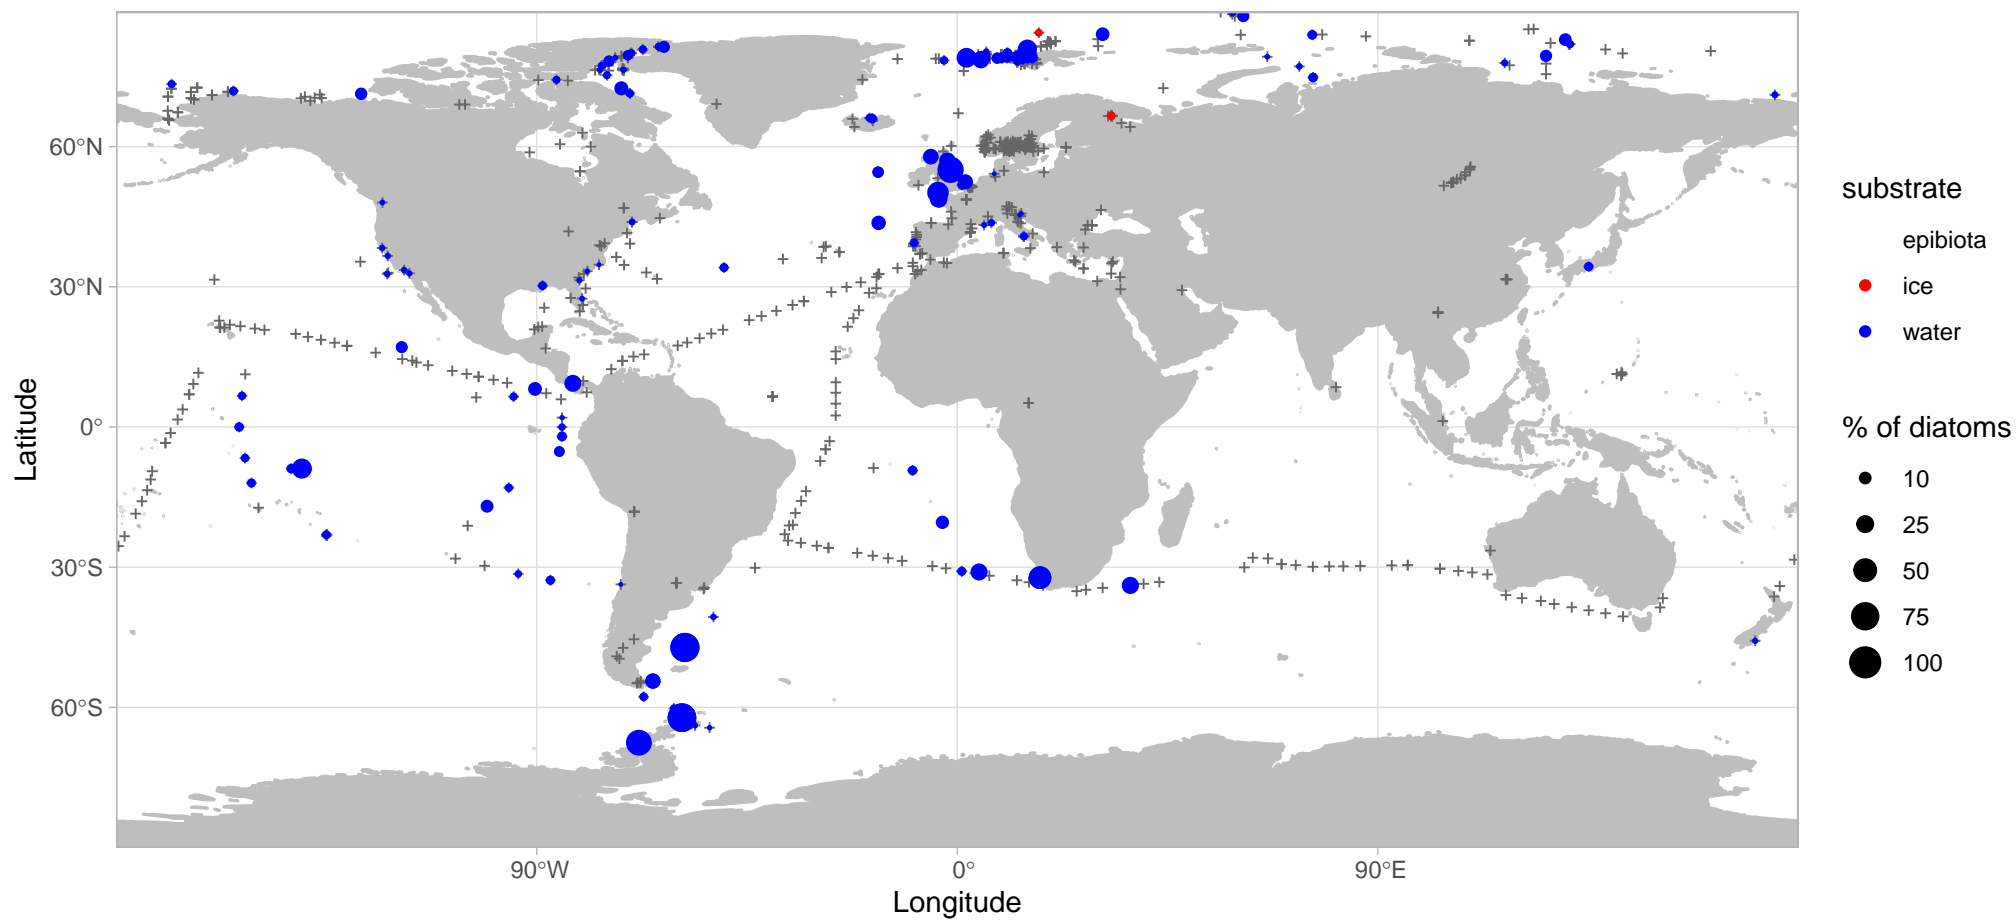 60°N
30°N
0°
30°S
60°S
Latitude
90°W
0°
90°E
Longitude
substrate
epibiota
ice
water
% of diatoms
10
25
50
75
100